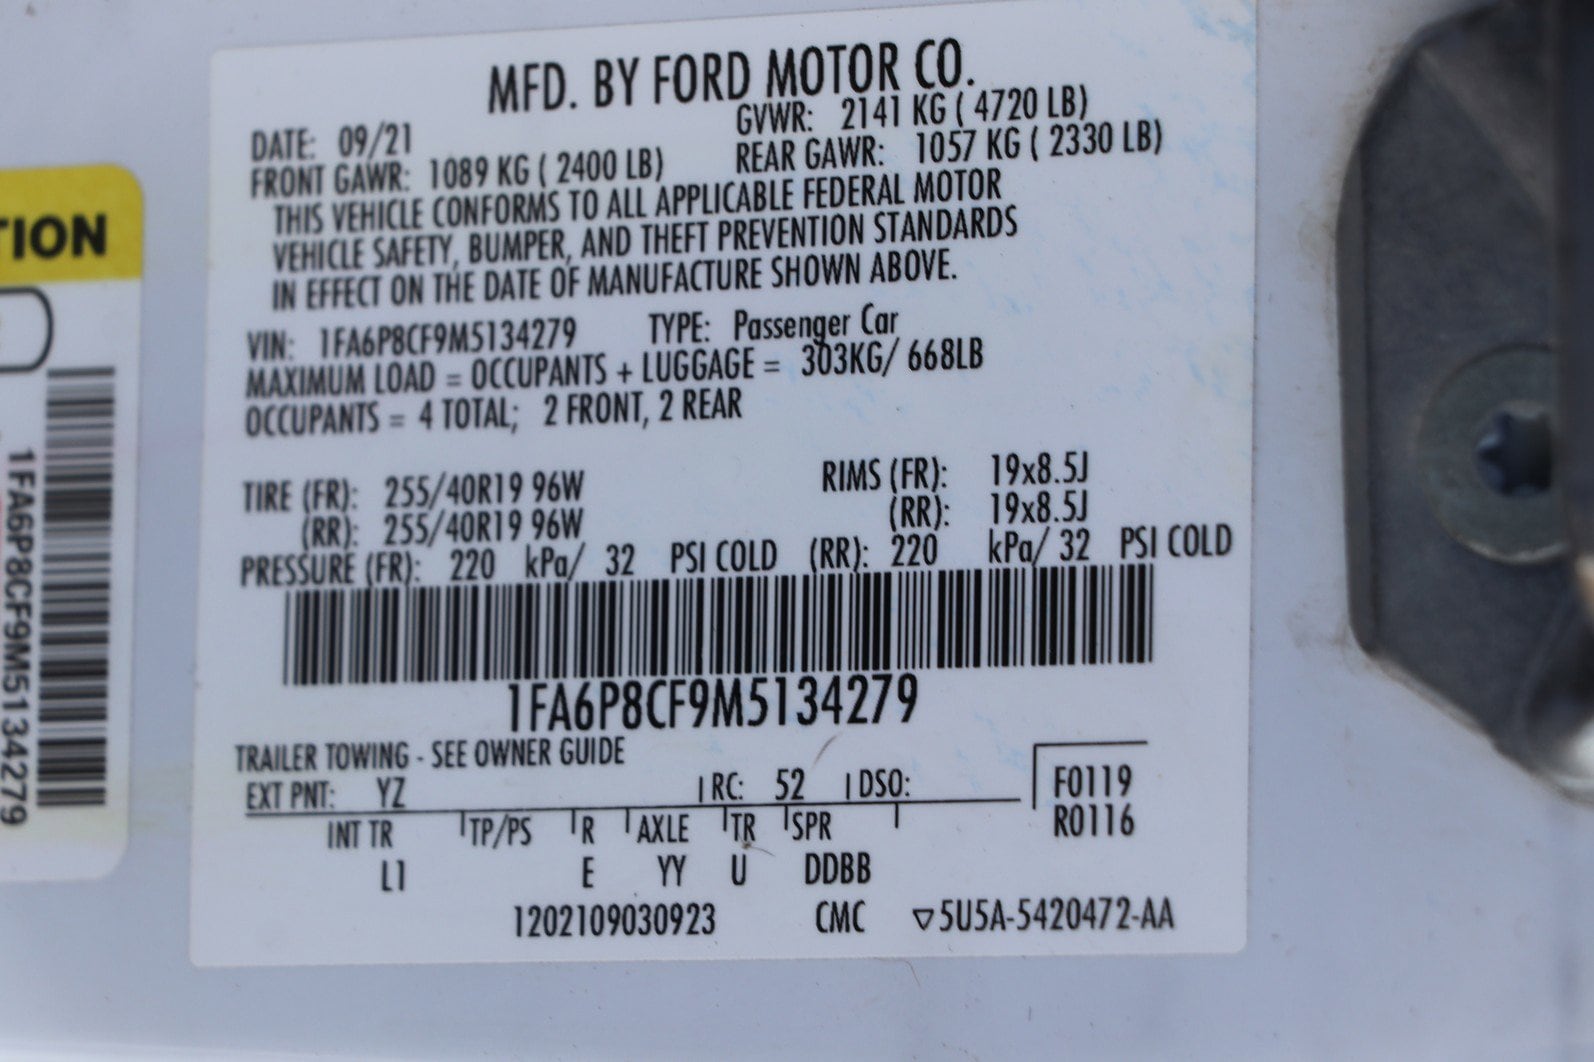 MFD. BY FORD MOTOR CO.
DATE: 09/21 GVWR: 2141 KG ( 4720 LB)
FRONT GAWR: 1089 KG ( 2400 LB) REAR GAWR: 1057 KG ( 2330 LB)
THIS VEHICLE CONFORMS TO ALL APPLICABLE FEDERAL MOTOR
VEHICLE SAFETY, BUMPER, AND THEFT PREVENTION STANDARDS
IN EFFECT ON THE DATE OF MANUFACTURE SHOWN ABOVE.
VIN: 1FA6P8CF9M5134279 TYPE: Passenger Car
MAXIMUM LOAD = OCCUPANTS + LUGGAGE = 303KG/ 668LB
OCCUPANTS = 4 TOTAL; 2 FRONT, 2 REAR
TIRE (FR): 255/40R19 96W RIMS (FR): 19x8.5J
(RR): 255/40R19 96W (RR): 19x8.5J
PRESSURE (FR): 220 kPa/ 32 PSI COLD (RR): 220 kPa/ 32 PSI COLD
1FA6P8CF9M5134279
TRAILER TOWING - SEE OWNER GUIDE
EXT PNT: YZ RC: 52 DSO: F0119
INT TR TP/PS R AXLE TR SPR R0116
L1 E YY U DDBB
1202109030923 CMC ▽5U5A-5420472-AA
TION
1FA6P8CF9M5134279